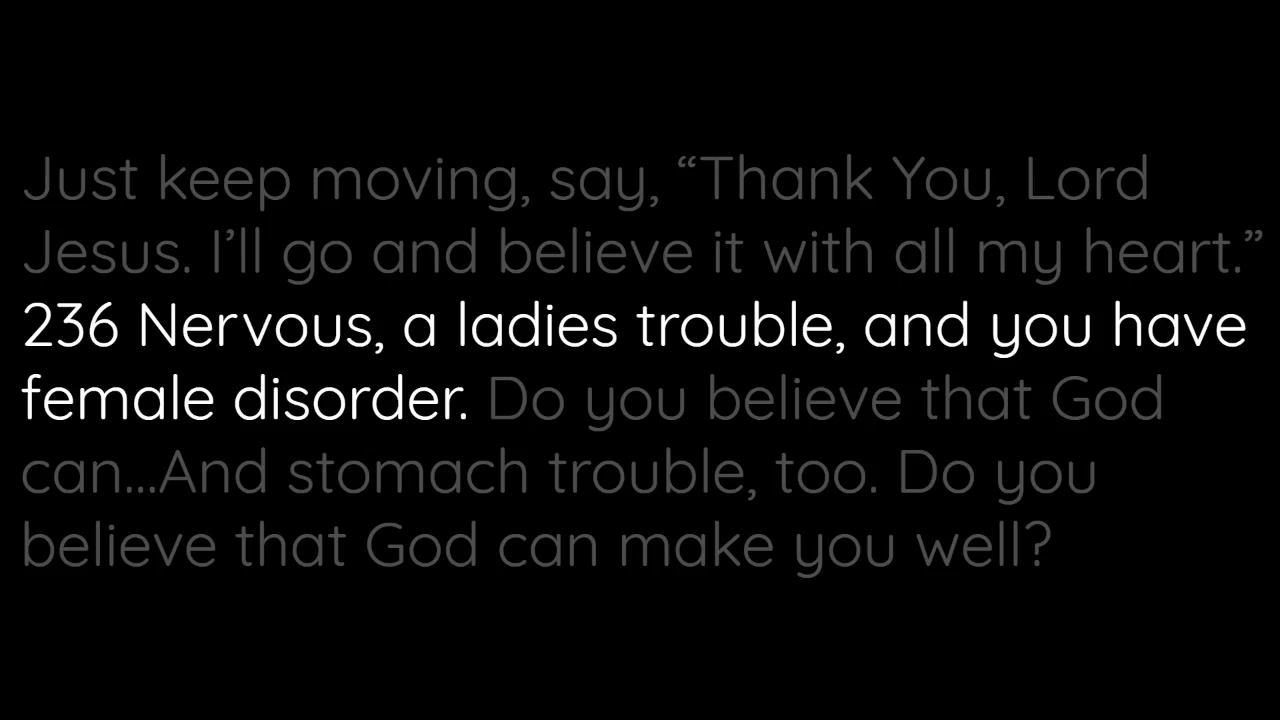 Just keep moving, say, “Thank You, Lord
Jesus. I’ll go and believe it with all my heart.”
236 Nervous, a ladies trouble, and you have
female disorder. Do you believe that God
can...And stomach trouble, too. Do you
believe that God can make you well?